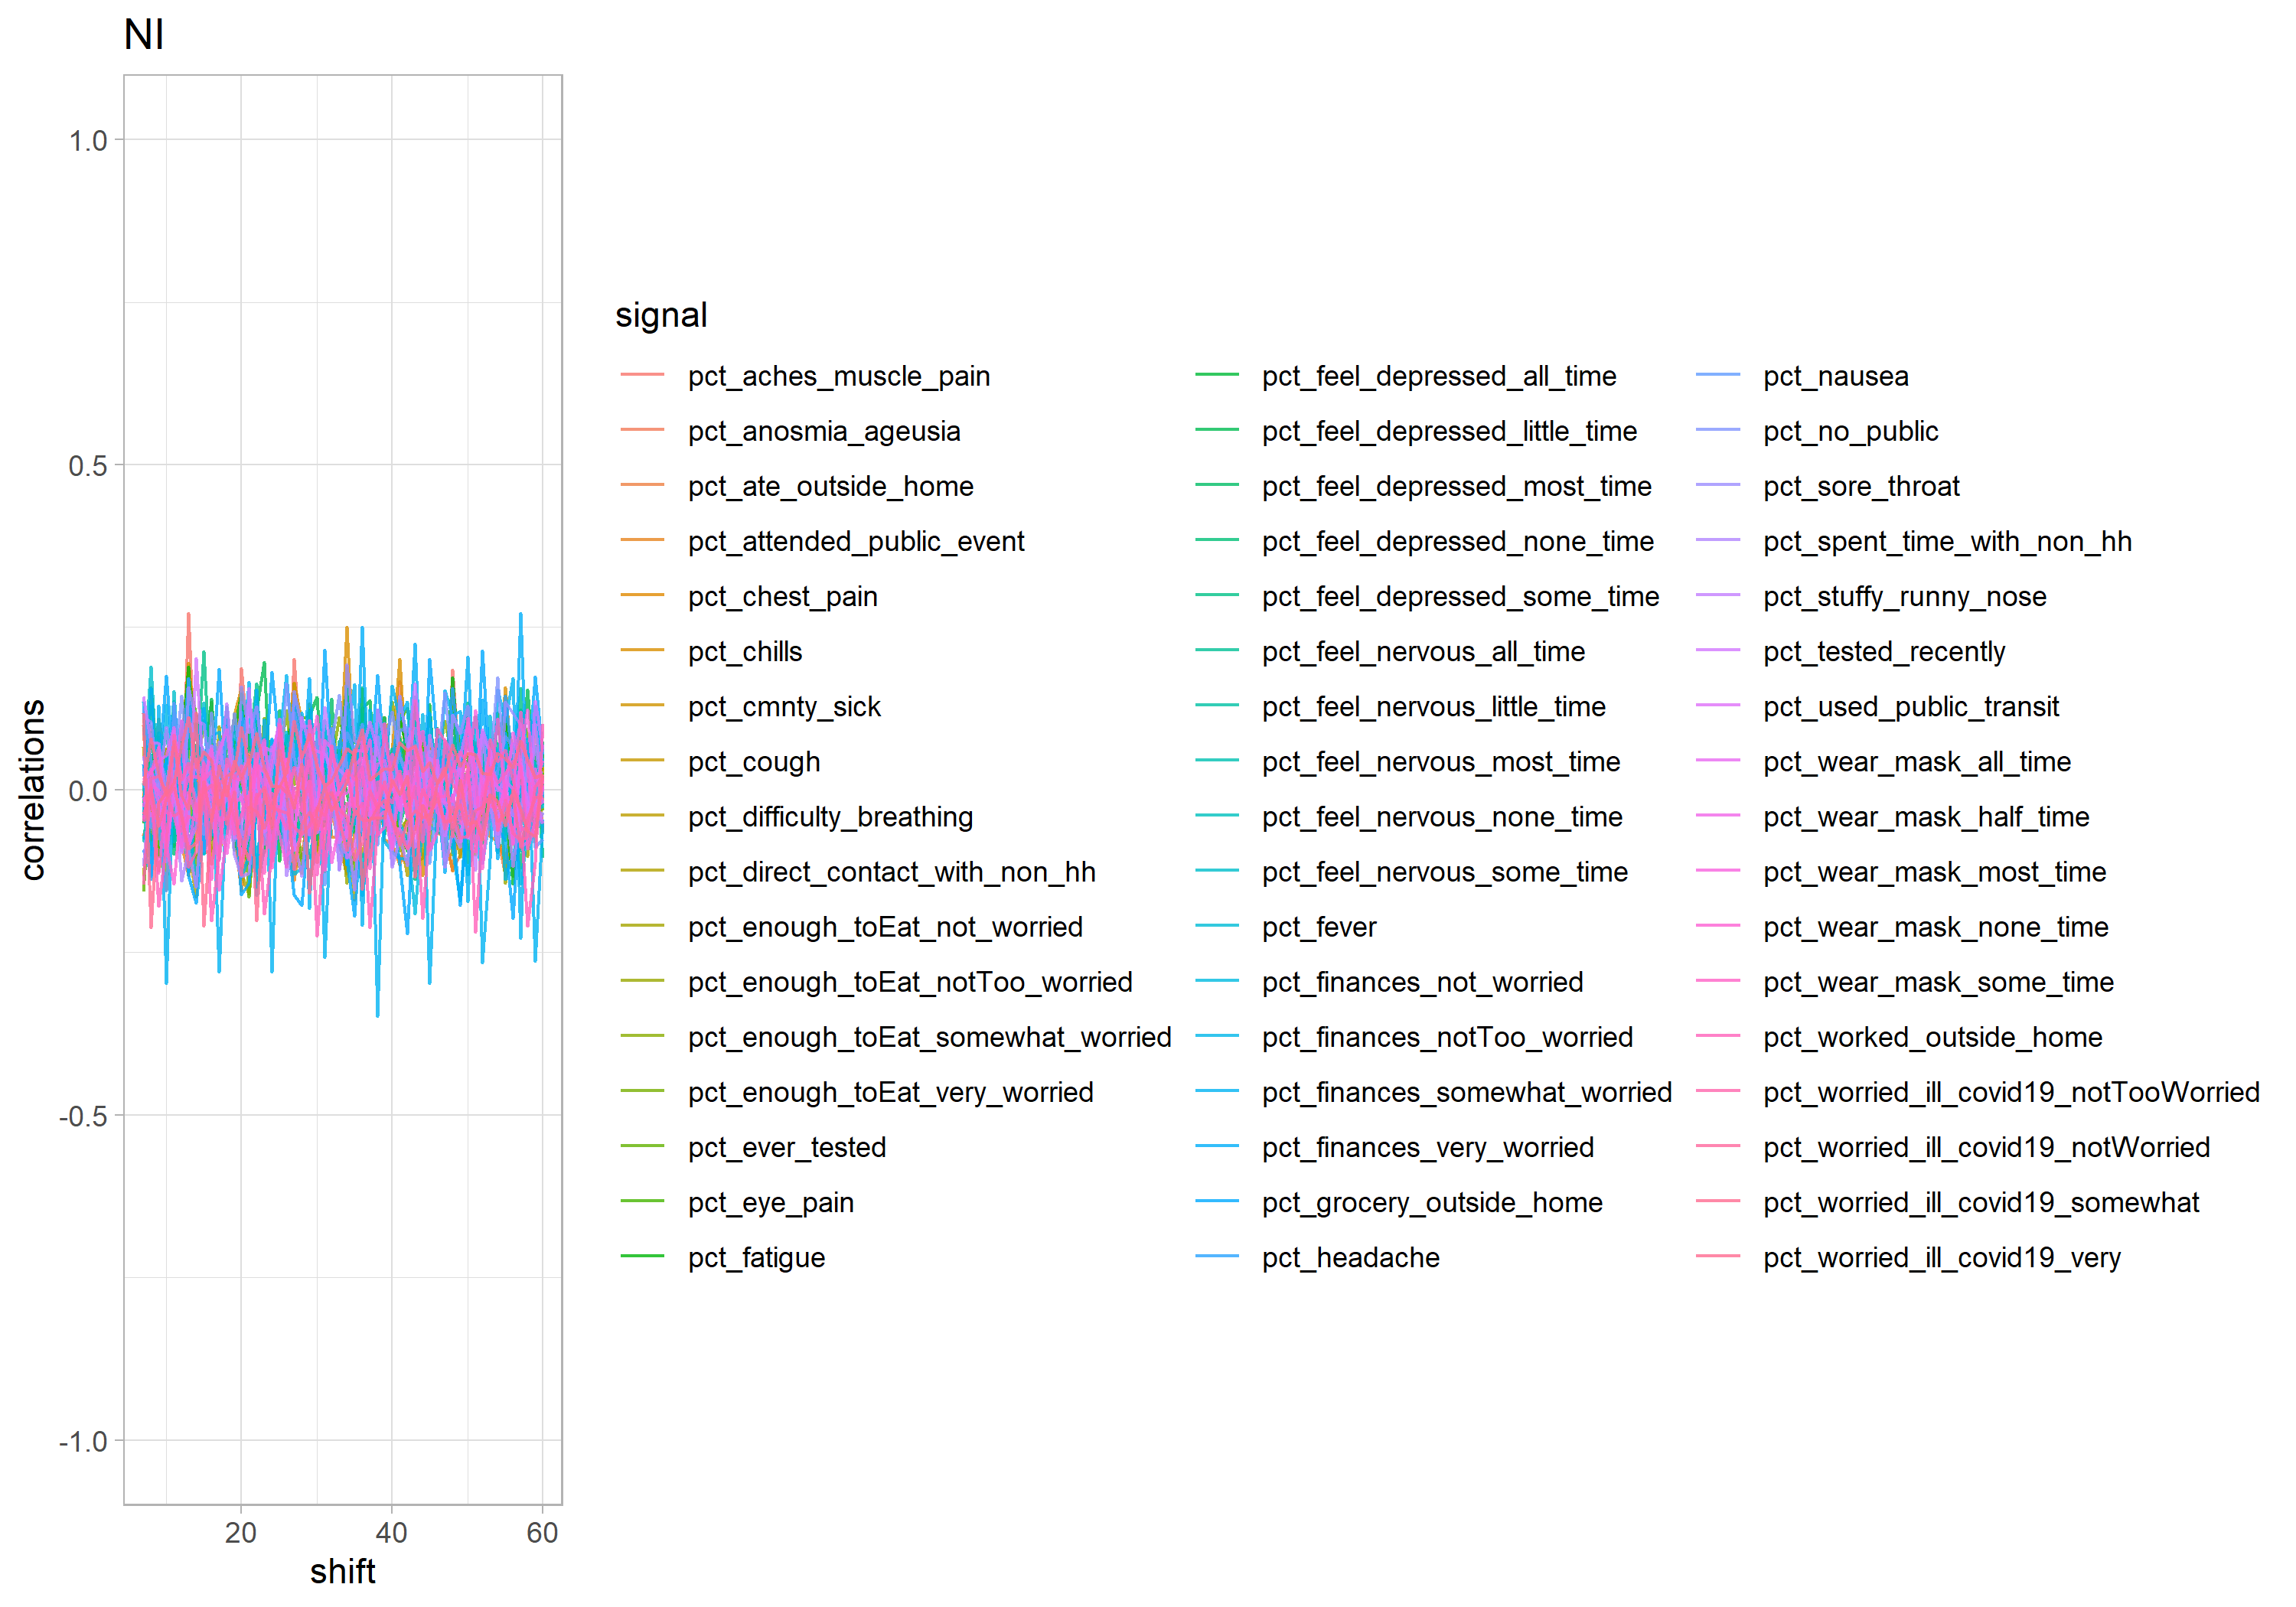 NI
1.0
0.5
0.0
-0.5
-1.0
correlations
20 40 60
shift
signal
pct_aches_muscle_pain
pct_anosmia_ageusia
pct_ate_outside_home
pct_attended_public_event
pct_chest_pain
pct_chills
pct_cmnty_sick
pct_cough
pct_difficulty_breathing
pct_direct_contact_with_non_hh
pct_enough_toEat_not_worried
pct_enough_toEat_notToo_worried
pct_enough_toEat_somewhat_worried
pct_enough_toEat_very_worried
pct_ever_tested
pct_eye_pain
pct_fatigue
pct_feel_depressed_all_time
pct_feel_depressed_little_time
pct_feel_depressed_most_time
pct_feel_depressed_none_time
pct_feel_depressed_some_time
pct_feel_nervous_all_time
pct_feel_nervous_little_time
pct_feel_nervous_most_time
pct_feel_nervous_none_time
pct_feel_nervous_some_time
pct_fever
pct_finances_not_worried
pct_finances_notToo_worried
pct_finances_somewhat_worried
pct_finances_very_worried
pct_grocery_outside_home
pct_headache
pct_nausea
pct_no_public
pct_sore_throat
pct_spent_time_with_non_hh
pct_stuffy_runny_nose
pct_tested_recently
pct_used_public_transit
pct_wear_mask_all_time
pct_wear_mask_half_time
pct_wear_mask_most_time
pct_wear_mask_none_time
pct_wear_mask_some_time
pct_worked_outside_home
pct_worried_ill_covid19_notTooWorried
pct_worried_ill_covid19_notWorried
pct_worried_ill_covid19_somewhat
pct_worried_ill_covid19_very